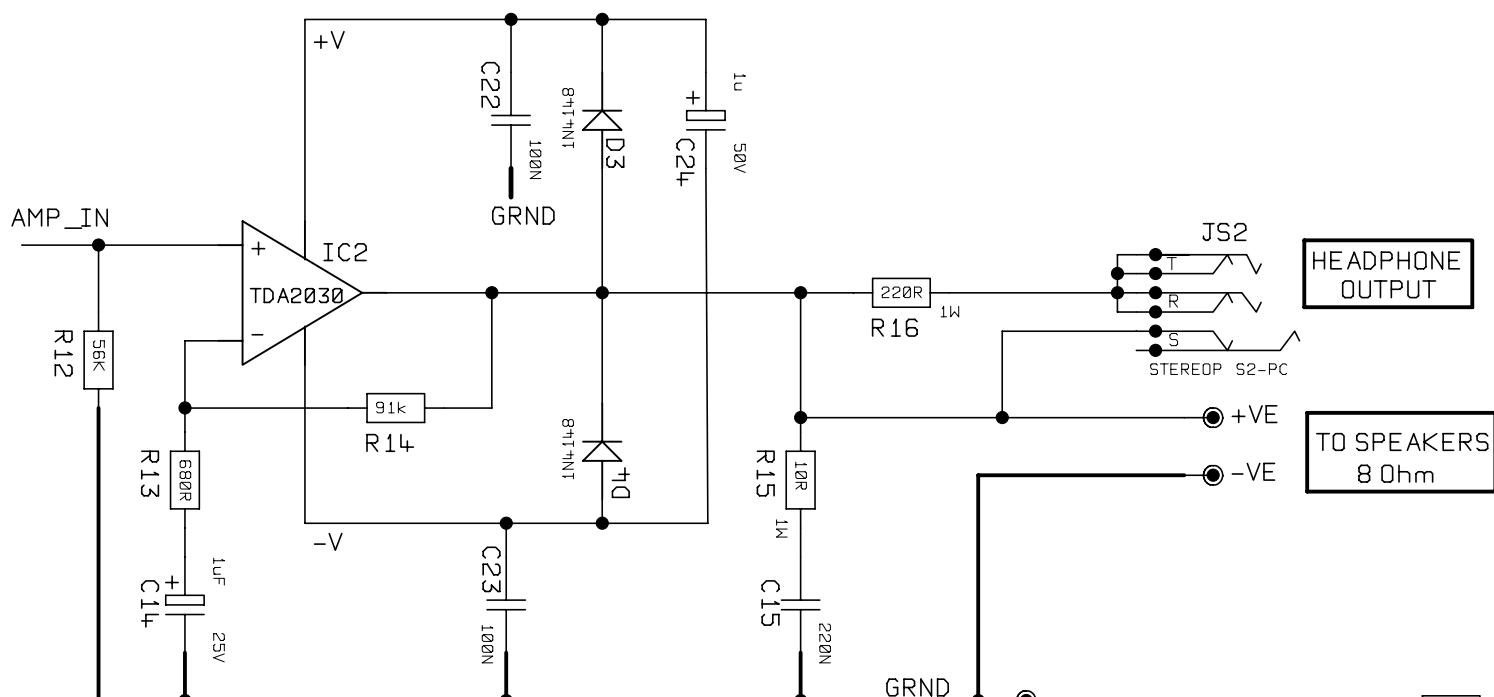 +V
C22
100N
GRND
1N4148
D3
1u
+
C24
50V
AMP_IN
R12
56K
+
IC2
TDA2030
-
R13
680R
91k
R14
1uF
+
C14
25V
1N4148
D4
-V
C23
100N
220R
1W
R16
R15
10R
1W
C15
220N
JS2
T
R
S
STEREOP S2-PC
HEADPHONE
OUTPUT
+VE
-VE
TO SPEAKERS
8 Ohm
GRND